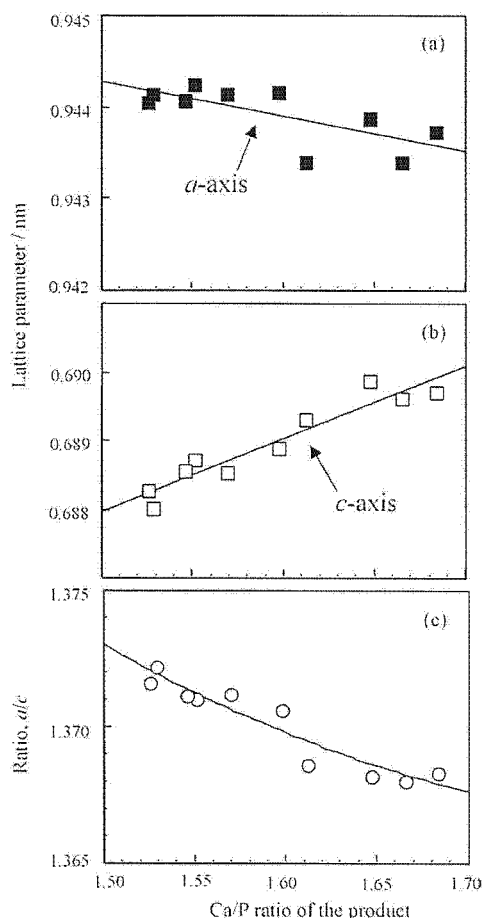 0.945
(a)
0.944
a-axis
0.943
0.942
Lattice parameter / nm
(b)
0.690
0.689
c-axis
0.688
1.375
(c)
1.370
Ratio, a/c
1.365
1.50 1.55 1.60 1.65 1.70
Ca/P ratio of the product